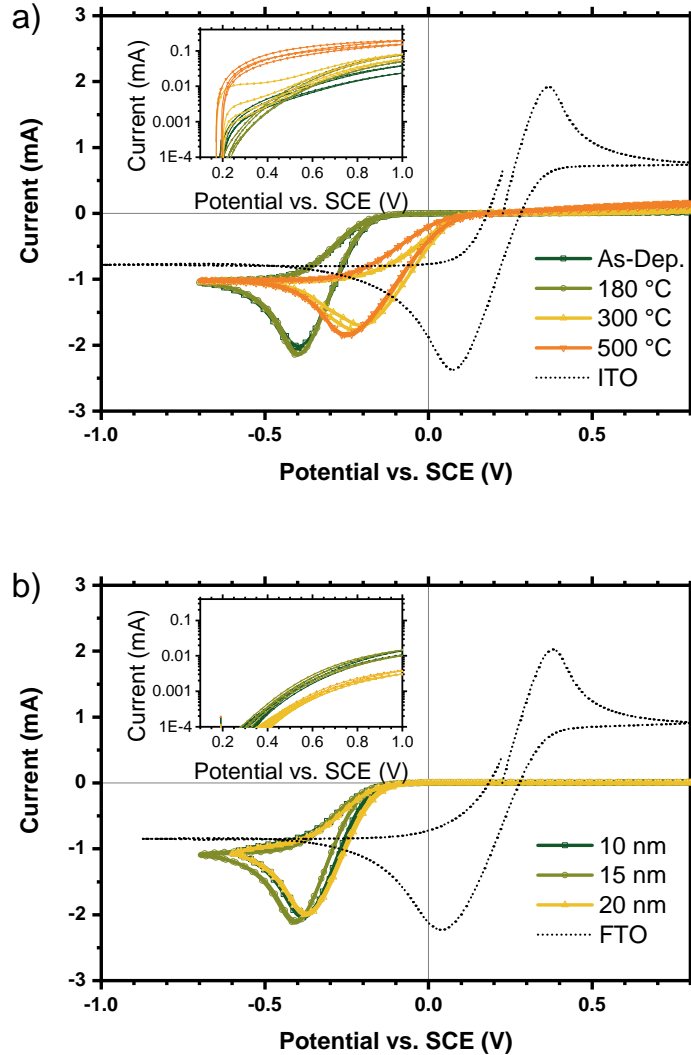 a)
3
2
1
0
-1
-2
-3
Current (mA)
0.1
0.01
0.001
1E-4
Current (mA)
0.2 0.4 0.6 0.8 1.0
Potential vs. SCE (V)
As-Dep.
180 °C
300 °C
500 °C
ITO
-1.0 -0.5 0.0 0.5
Potential vs. SCE (V)
b)
3
2
1
0
-1
-2
-3
Current (mA)
0.1
0.01
0.001
1E-4
Current (mA)
0.2 0.4 0.6 0.8 1.0
Potential vs. SCE (V)
10 nm
15 nm
20 nm
FTO
-1.0 -0.5 0.0 0.5
Potential vs. SCE (V)